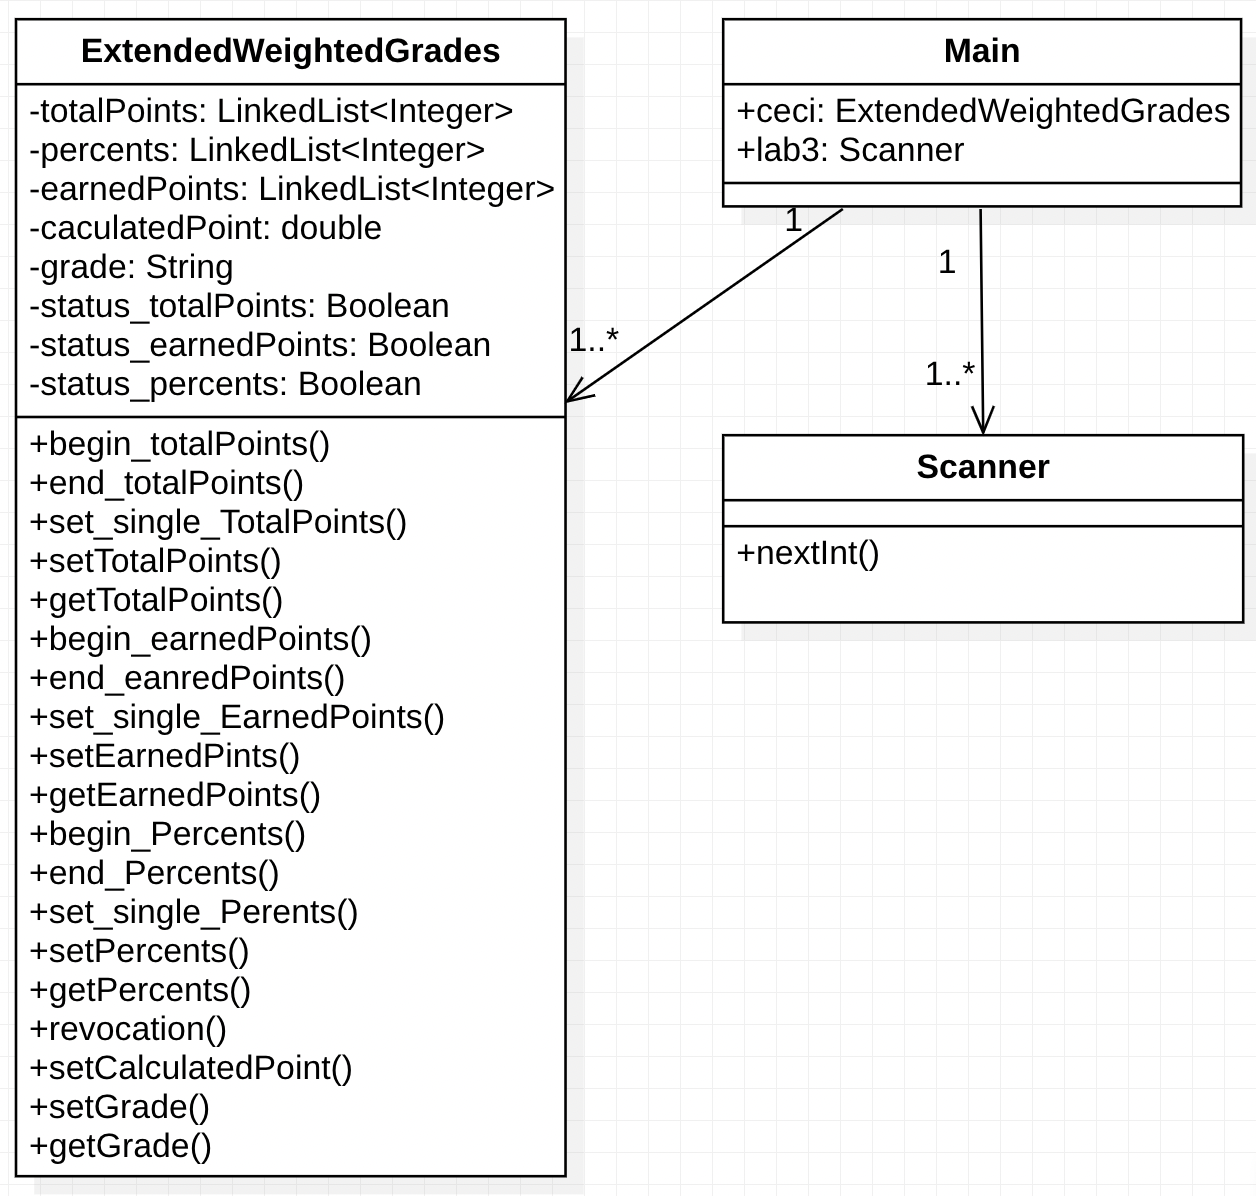 ExtendedWeightedGrades
-totalPoints: LinkedList<Integer>
-percents: LinkedList<Integer>
-earnedPoints: LinkedList<Integer>
-caculatedPoint: double
-grade: String
-status_totalPoints: Boolean
-status_earnedPoints: Boolean
-status_percents: Boolean
+begin_totalPoints()
+end_totalPoints()
+set_single_TotalPoints()
+setTotalPoints()
+getTotalPoints()
+begin_earnedPoints()
+end_eanredPoints()
+set_single_EarnedPoints()
+setEarnedPints()
+getEarnedPoints()
+begin_Percents()
+end_Percents()
+set_single_Perents()
+setPercents()
+getPercents()
+revocation()
+setCalculatedPoint()
+setGrade()
+getGrade()
Main
+ceci: ExtendedWeightedGrades
+lab3: Scanner
1
1..*
1
1..*
Scanner
+nextInt()